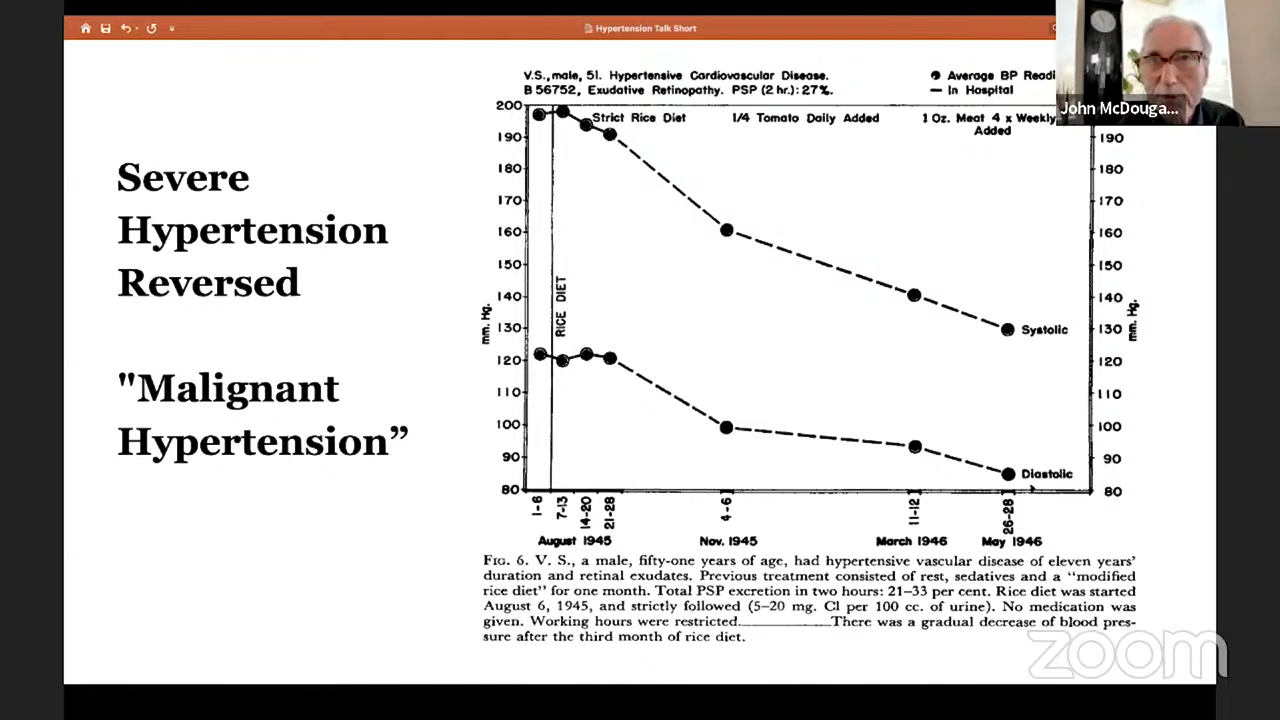 Hypertension Talk Short
John McDouga...
Severe
Hypertension
Reversed
"Malignant
Hypertension”
V.S., male, 51. Hypertensive Cardiovascular Disease.
B 56752, Exudative Retinopathy. PSP (2 hr.): 27%.
Average BP Readi
— In Hospital
Strict Rice Diet
1/4 Tomato Daily Added
1 Oz. Meat 4 x Weekly
Added
200
190
180
170
160
150
140
130
120
110
100
90
80
mm. Hg.
RICE DIET
Systolic
Diastolic
190
180
170
160
150
140
130
120
110
100
90
80
mm. Hg.
1-6
7-13
14-20
21-28
4-6
11-12
26-28
August 1945
Nov. 1945
March 1946
May 1946
FIG. 6. V. S., a male, fifty-one years of age, had hypertensive vascular disease of eleven years’
duration and retinal exudates. Previous treatment consisted of rest, sedatives and a “modified
rice diet” for one month. Total PSP excretion in two hours: 21–33 per cent. Rice diet was started
August 6, 1945, and strictly followed (5–20 mg. Cl per 100 cc. of urine). No medication was
given. Working hours were restricted.__________There was a gradual decrease of blood pres-
sure after the third month of rice diet.
zoom